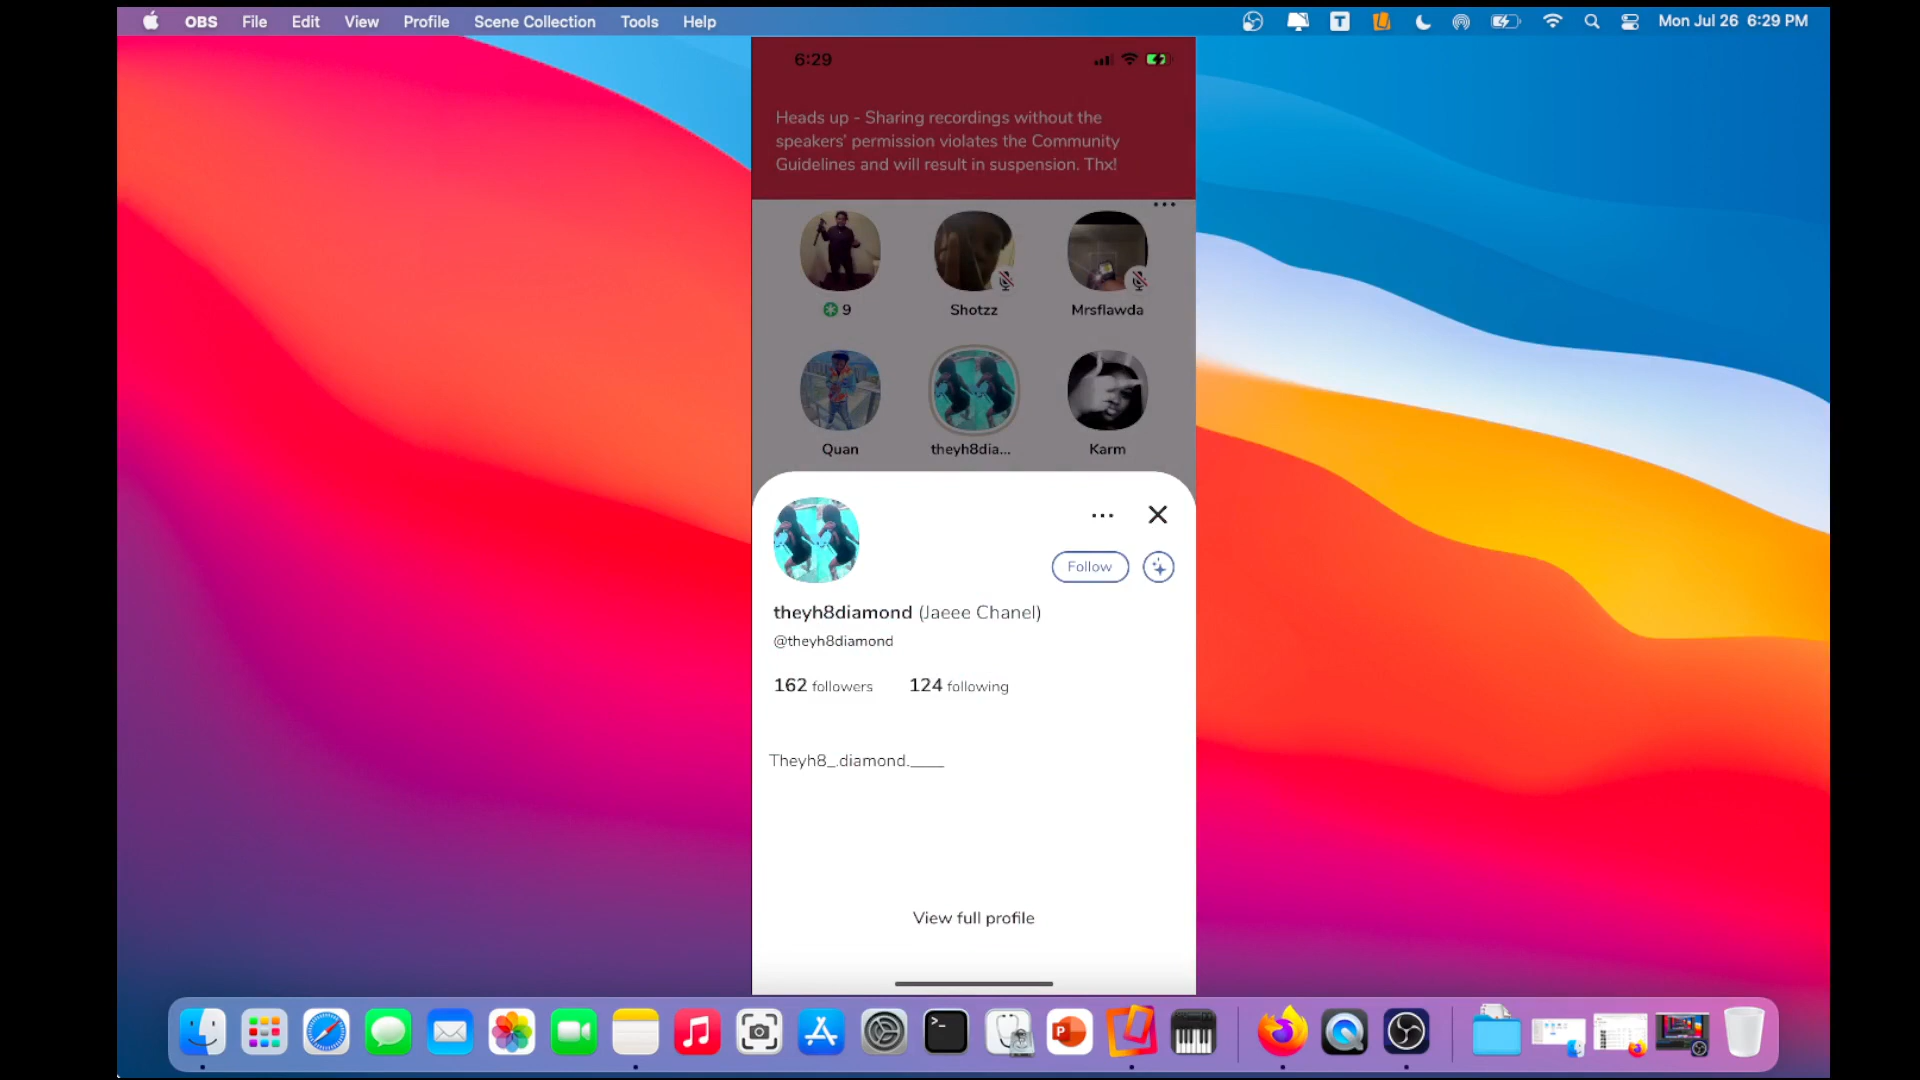 OBS File Edit View Profile Scene Collection Tools Help
T
Mon Jul 26 6:29 PM
6:29
Heads up - Sharing recordings without the
speakers’ permission violates the Community
Guidelines and will result in suspension. Thx!
9 Shotzz Mrsflawda
Quan theyh8dia... Karm
Follow
theyh8diamond (Jaeee Chanel)
@theyh8diamond
162 followers 124 following
Theyh8_.diamond.____
View full profile
>_
P